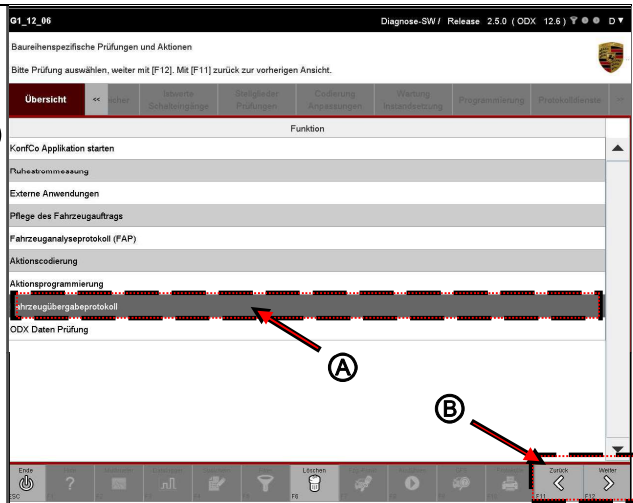 G1_12_06 Diagnose-SW / Release 2.5.0 ( ODX 12.6 ) D
Baureihenspezifische Prüfungen und Aktionen
Bitte Prüfung auswählen, weiter mit [F12]. Mit [F11] zurück zur vorherigen Ansicht.
Übersicht << Istwerte Schalteingänge Stellglieder Prüfungen Codierung Anpassungen Wartung Instandsetzung Programmierung Protokolldienste >>
Funktion
KonfCo Applikation starten
Ruhestrommessung
Externe Anwendungen
Pflege des Fahrzeugauftrags
Fahrzeuganalyseprotokoll (FAP)
Aktionscodierung
Aktionsprogrammierung
ahrzeugübergabeprotokoll
ODX Daten Prüfung
A
B
Ende Löschen Zurück Weiter
ESC F6 F11 F12